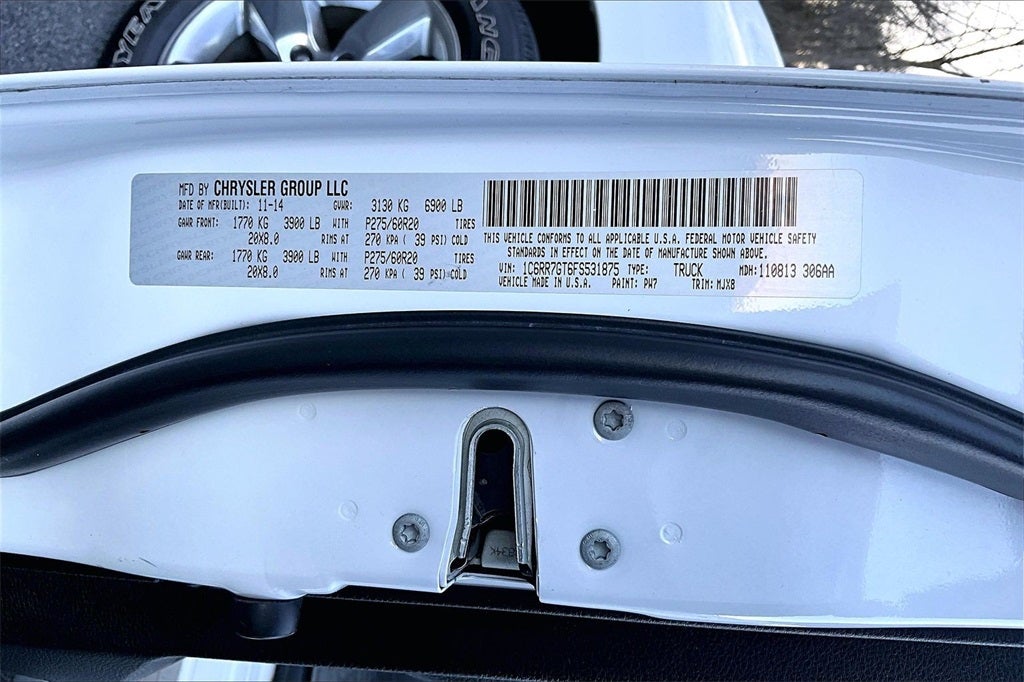 YEAR
RANG
MFD BY CHRYSLER GROUP LLC
DATE OF MFR(BUILT): 11-14 GVWR: 3130 KG 6900 LB
GAWR FRONT: 1770 KG 3900 LB WITH P275/60R20 TIRES
20X8.0 RIMS AT 270 KPA ( 39 PSI) COLD
GAWR REAR: 1770 KG 3900 LB WITH P275/60R20 TIRES
20X8.0 RIMS AT 270 KPA ( 39 PSI) COLD
THIS VEHICLE CONFORMS TO ALL APPLICABLE U.S.A. FEDERAL MOTOR VEHICLE SAFETY
STANDARDS IN EFFECT ON THE DATE OF MANUFACTURE SHOWN ABOVE.
VIN: 1C6RR7GT6FS531875 TYPE: TRUCK MDH: 110813 306AA
VEHICLE MADE IN U.S.A. PAINT: PW7 TRIM: MJX8